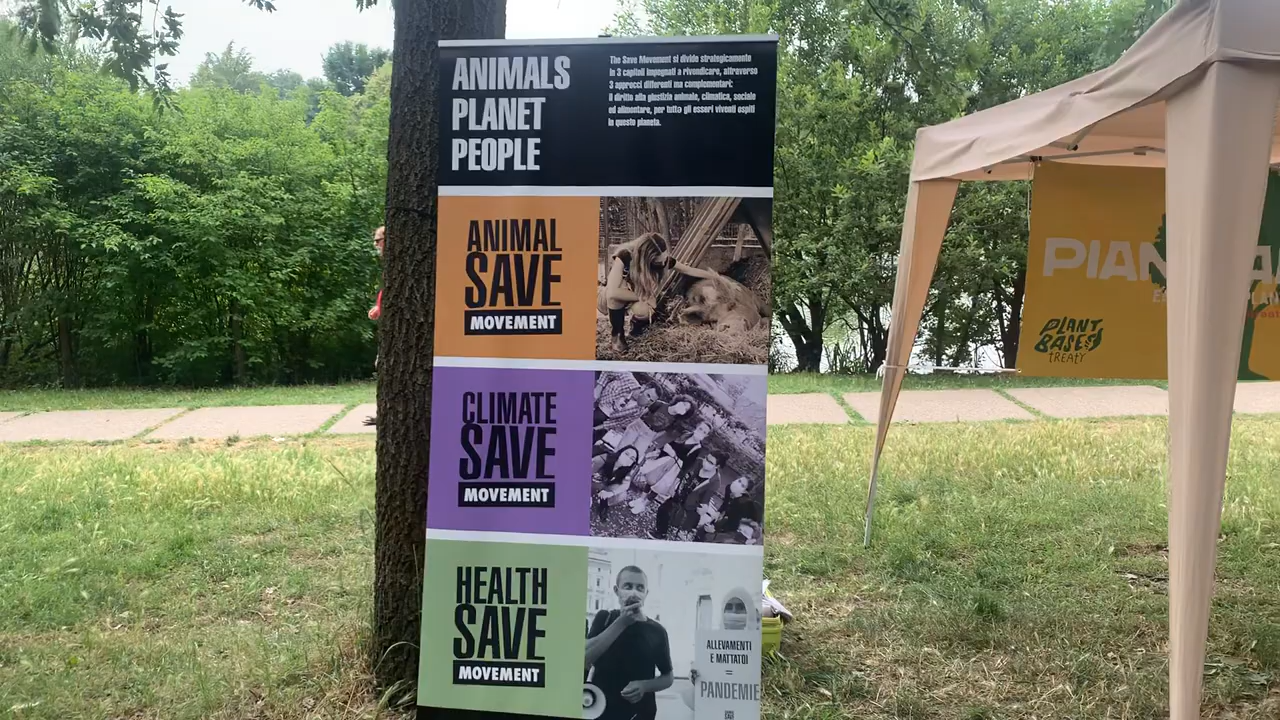 ANIMALS
PLANET
PEOPLE
The Save Movement si divide strategicamente
in 3 capitoli impegnati a rivendicare, attraverso
3 approcci differenti ma complementari:
il diritto alla giustizia animale, climatica, sociale
ed alimentare, per tutto gli esseri viventi ospiti
in questo pianeta.
ANIMAL
SAVE
MOVEMENT
CLIMATE
SAVE
MOVEMENT
HEALTH
SAVE
MOVEMENT
ALLEVAMENTI
E MATTATOI
=
PANDEMIE
PLANT
BASED
TREATY